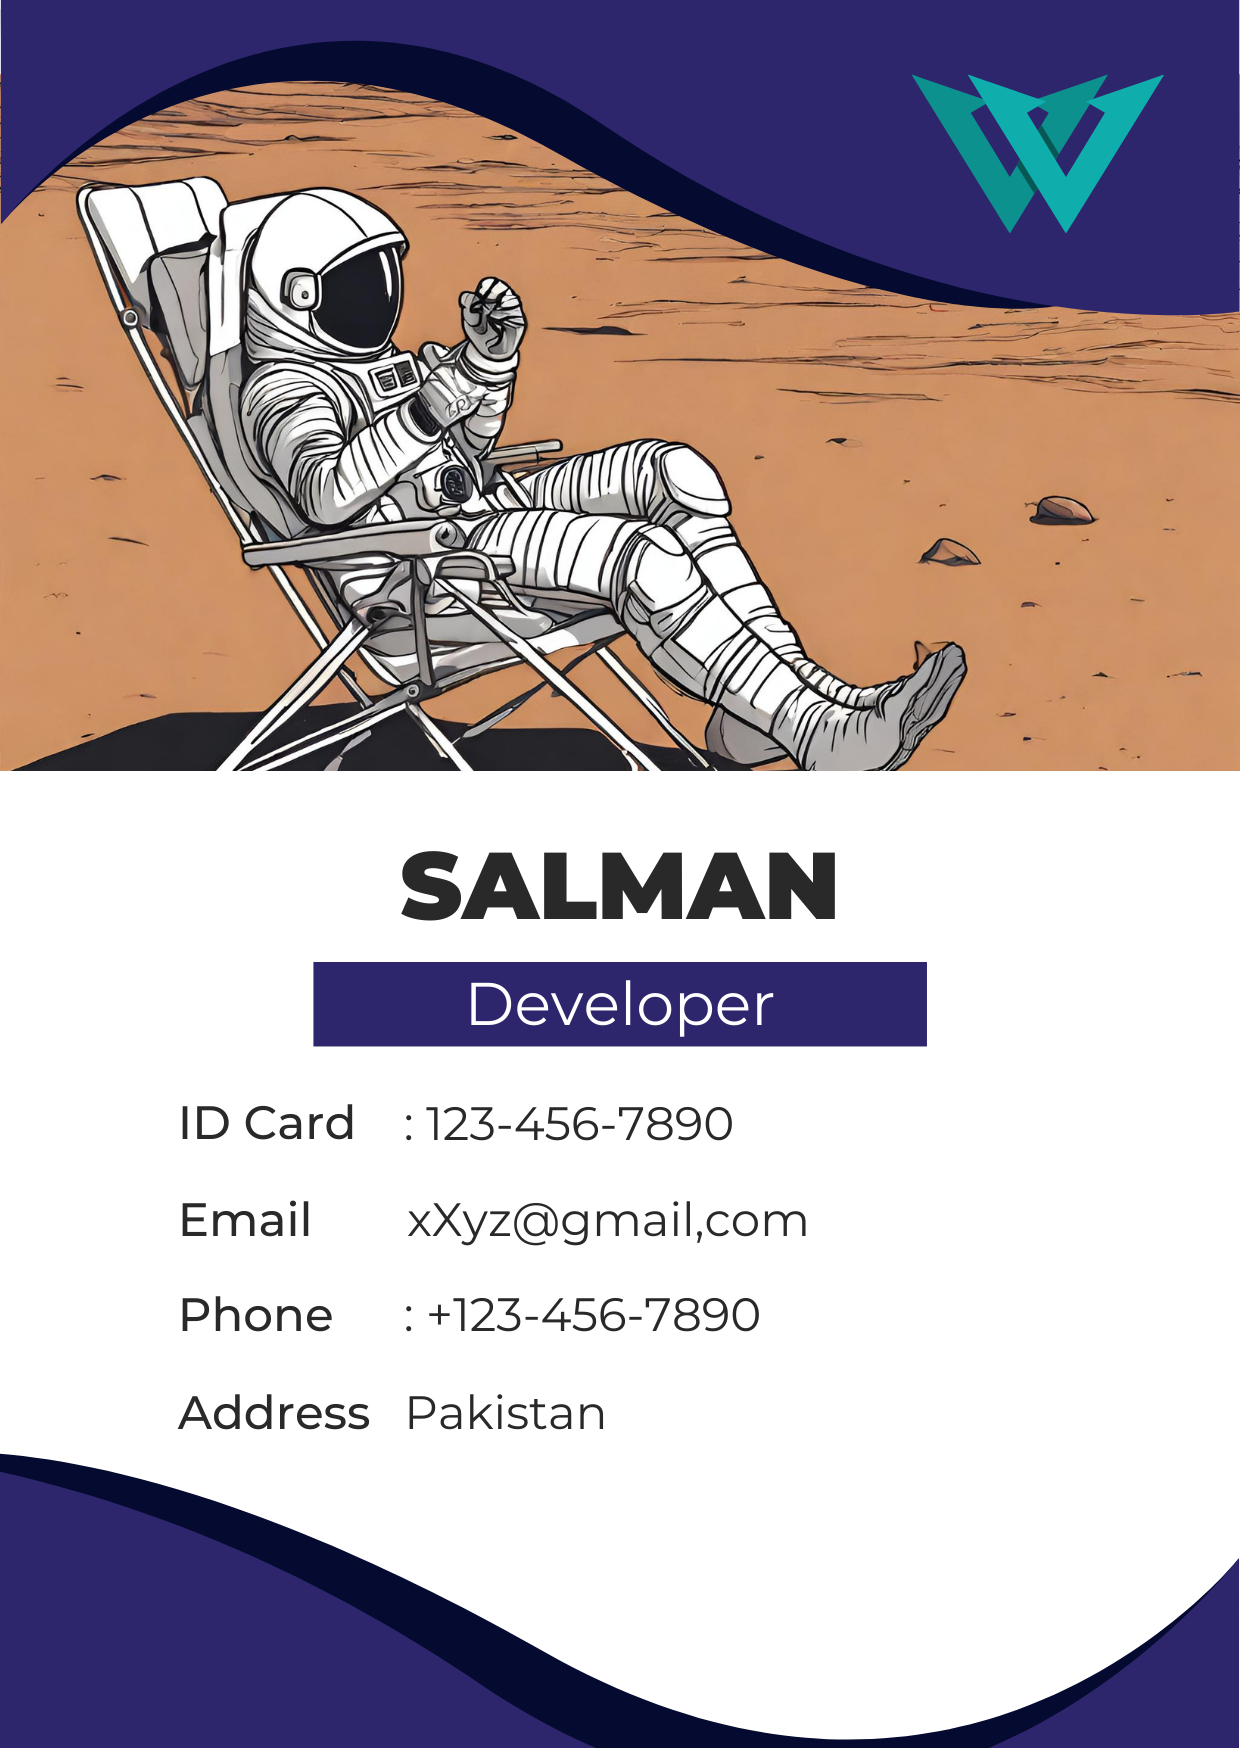 SALMAN
Developer
ID Card : 123-456-7890
Email xXyz@gmail,com
Phone : +123-456-7890
Address Pakistan